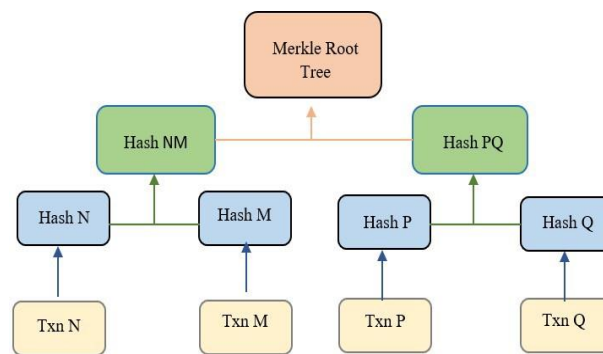 Merkle Root
Tree
Hash NM
Hash PQ
Hash N
Hash M
Hash P
Hash Q
Txn N
Txn M
Txn P
Txn Q